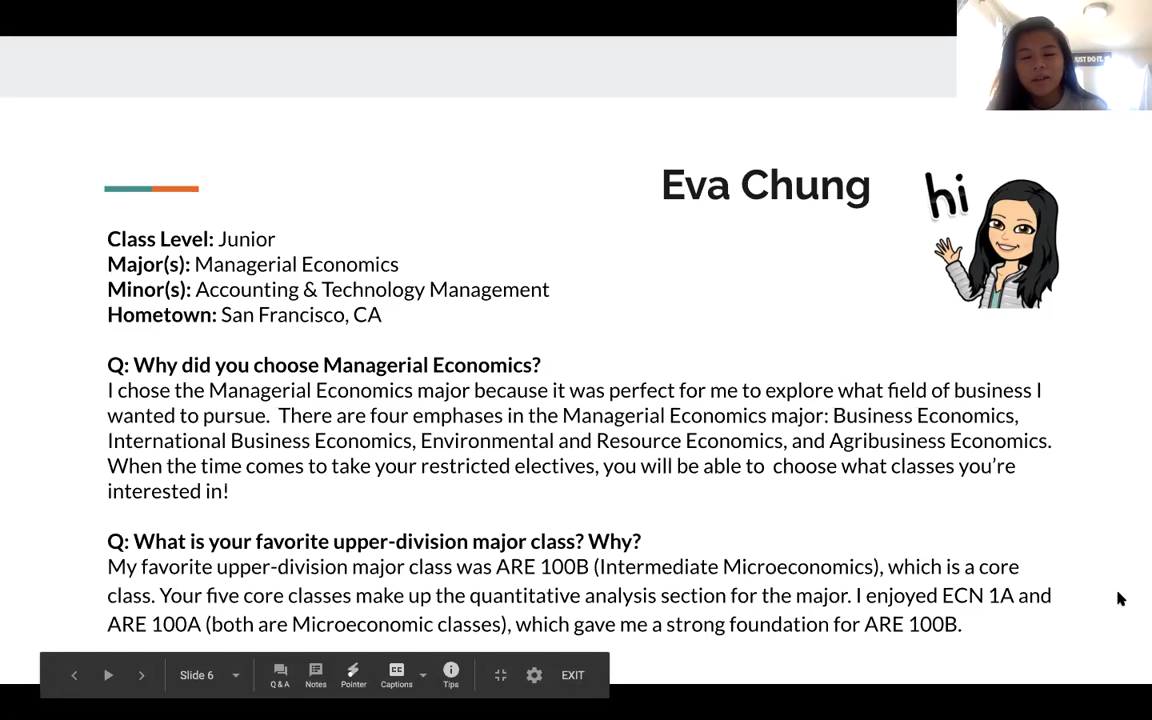 JUST DO IT.
Eva Chung
hi
Class Level: Junior
Major(s): Managerial Economics
Minor(s): Accounting & Technology Management
Hometown: San Francisco, CA
Q: Why did you choose Managerial Economics?
I chose the Managerial Economics major because it was perfect for me to explore what field of business I
wanted to pursue.  There are four emphases in the Managerial Economics major: Business Economics,
International Business Economics, Environmental and Resource Economics, and Agribusiness Economics.
When the time comes to take your restricted electives, you will be able to  choose what classes you’re
interested in!
Q: What is your favorite upper-division major class? Why?
My favorite upper-division major class was ARE 100B (Intermediate Microeconomics), which is a core
class. Your five core classes make up the quantitative analysis section for the major. I enjoyed ECN 1A and
ARE 100A (both are Microeconomic classes), which gave me a strong foundation for ARE 100B.
Slide 6
Q & A
Notes
Pointer
CC
Captions
Tips
EXIT